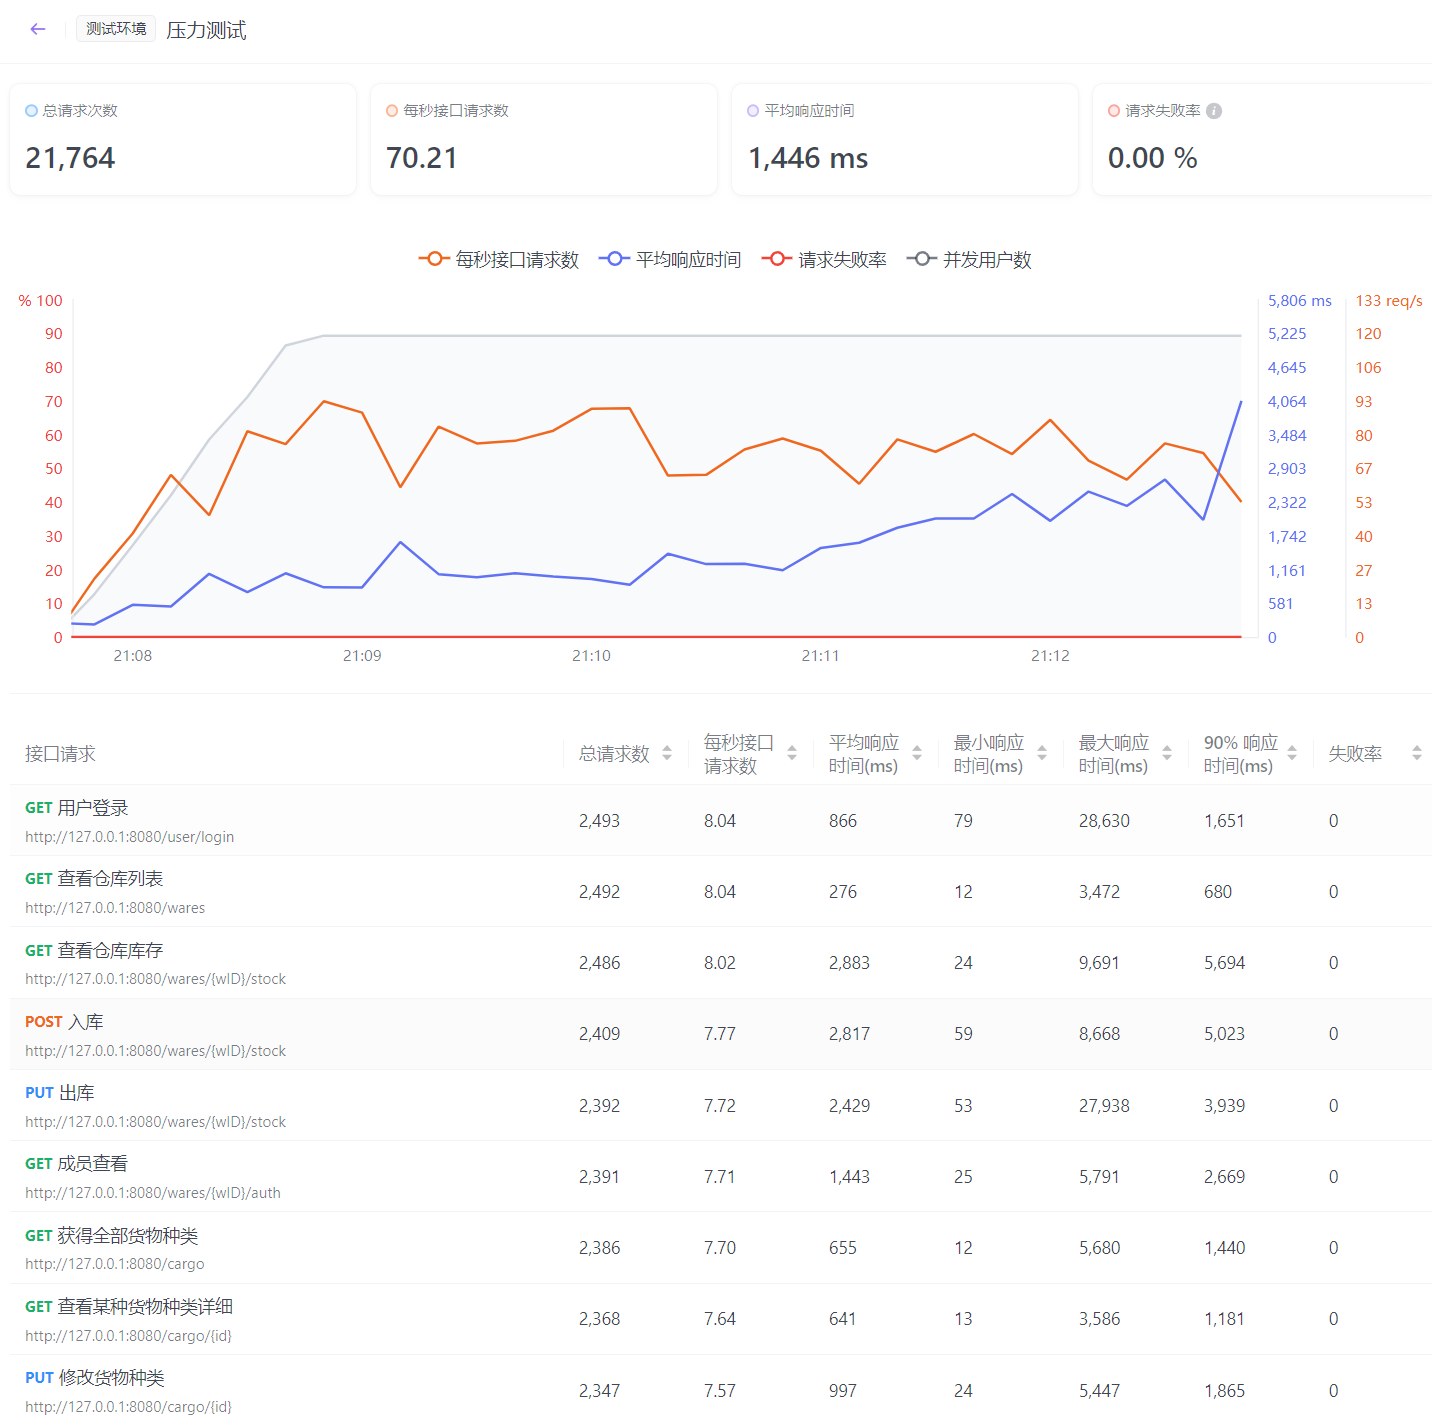 测试环境 压力测试
总请求次数 每秒接口请求数 平均响应时间 请求失败率
21,764 70.21 1,446 ms 0.00 %
每秒接口请求数 平均响应时间 请求失败率 并发用户数
% 100 5,806 ms 133 req/s
90 5,225 120
80 4,645 106
70 4,064 93
60 3,484 80
50 2,903 67
40 2,322 53
30 1,742 40
20 1,161 27
10 581 13
0 0 0
21:08 21:09 21:10 21:11 21:12
接口请求 总请求数 每秒接口请求数 平均响应时间(ms) 最小响应时间(ms) 最大响应时间(ms) 90% 响应时间(ms) 失败率
GET 用户登录
http://127.0.0.1:8080/user/login
2,493 8.04 866 79 28,630 1,651 0
GET 查看仓库列表
http://127.0.0.1:8080/wares
2,492 8.04 276 12 3,472 680 0
GET 查看仓库库存
http://127.0.0.1:8080/wares/{wID}/stock
2,486 8.02 2,883 24 9,691 5,694 0
POST 入库
http://127.0.0.1:8080/wares/{wID}/stock
2,409 7.77 2,817 59 8,668 5,023 0
PUT 出库
http://127.0.0.1:8080/wares/{wID}/stock
2,392 7.72 2,429 53 27,938 3,939 0
GET 成员查看
http://127.0.0.1:8080/wares/{wID}/auth
2,391 7.71 1,443 25 5,791 2,669 0
GET 获得全部货物种类
http://127.0.0.1:8080/cargo
2,386 7.70 655 12 5,680 1,440 0
GET 查看某种货物种类详细
http://127.0.0.1:8080/cargo/{id}
2,368 7.64 641 13 3,586 1,181 0
PUT 修改货物种类
http://127.0.0.1:8080/cargo/{id}
2,347 7.57 997 24 5,447 1,865 0